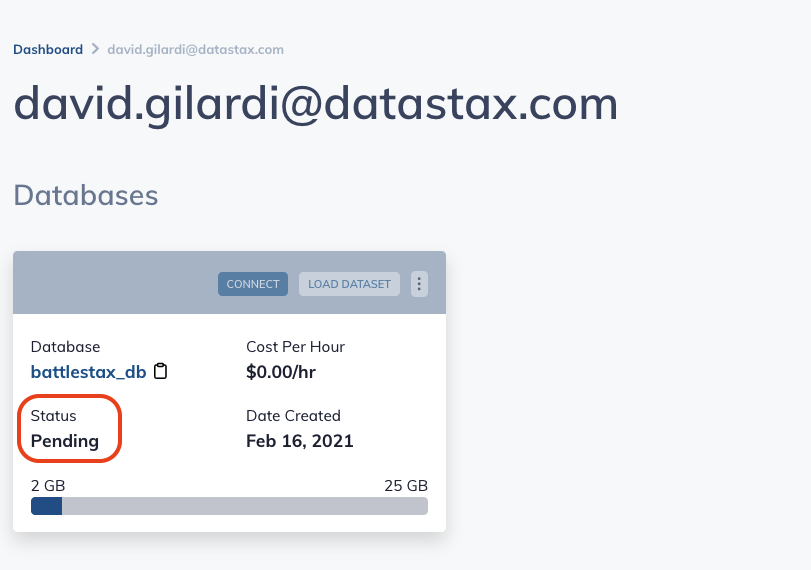 Dashboard > david.gilardi@datastax.com
david.gilardi@datastax.com
Databases
CONNECT LOAD DATASET
Database Cost Per Hour
battlestax_db $0.00/hr
Status Date Created
Pending Feb 16, 2021
2 GB 25 GB